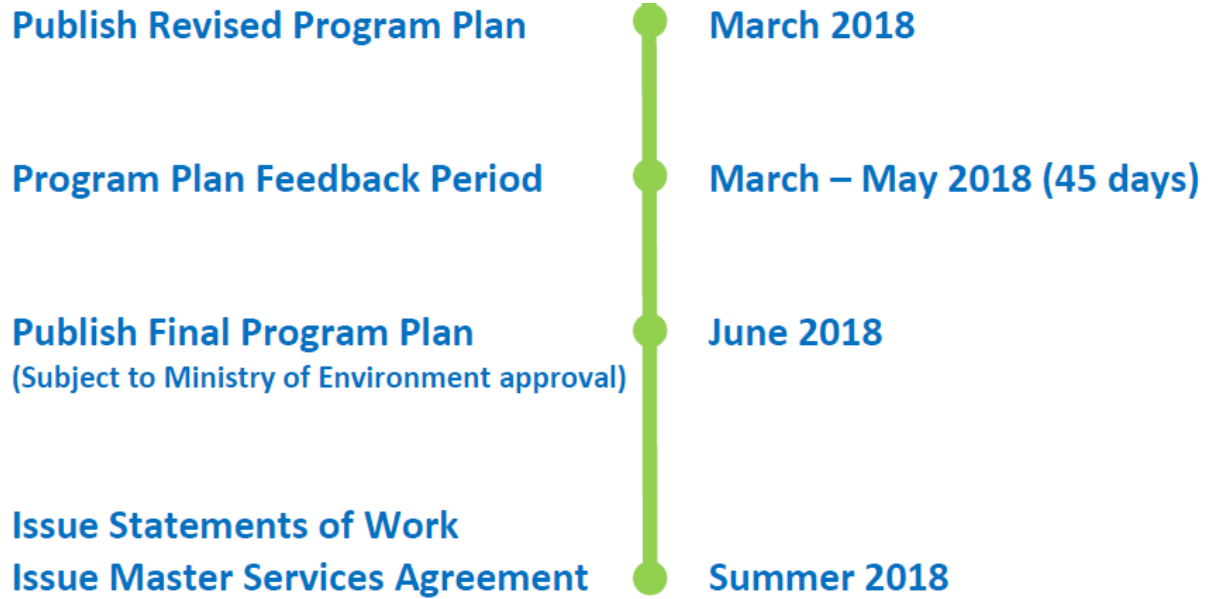 Publish Revised Program Plan March 2018
Program Plan Feedback Period March – May 2018 (45 days)
Publish Final Program Plan June 2018
(Subject to Ministry of Environment approval)
Issue Statements of Work
Issue Master Services Agreement Summer 2018